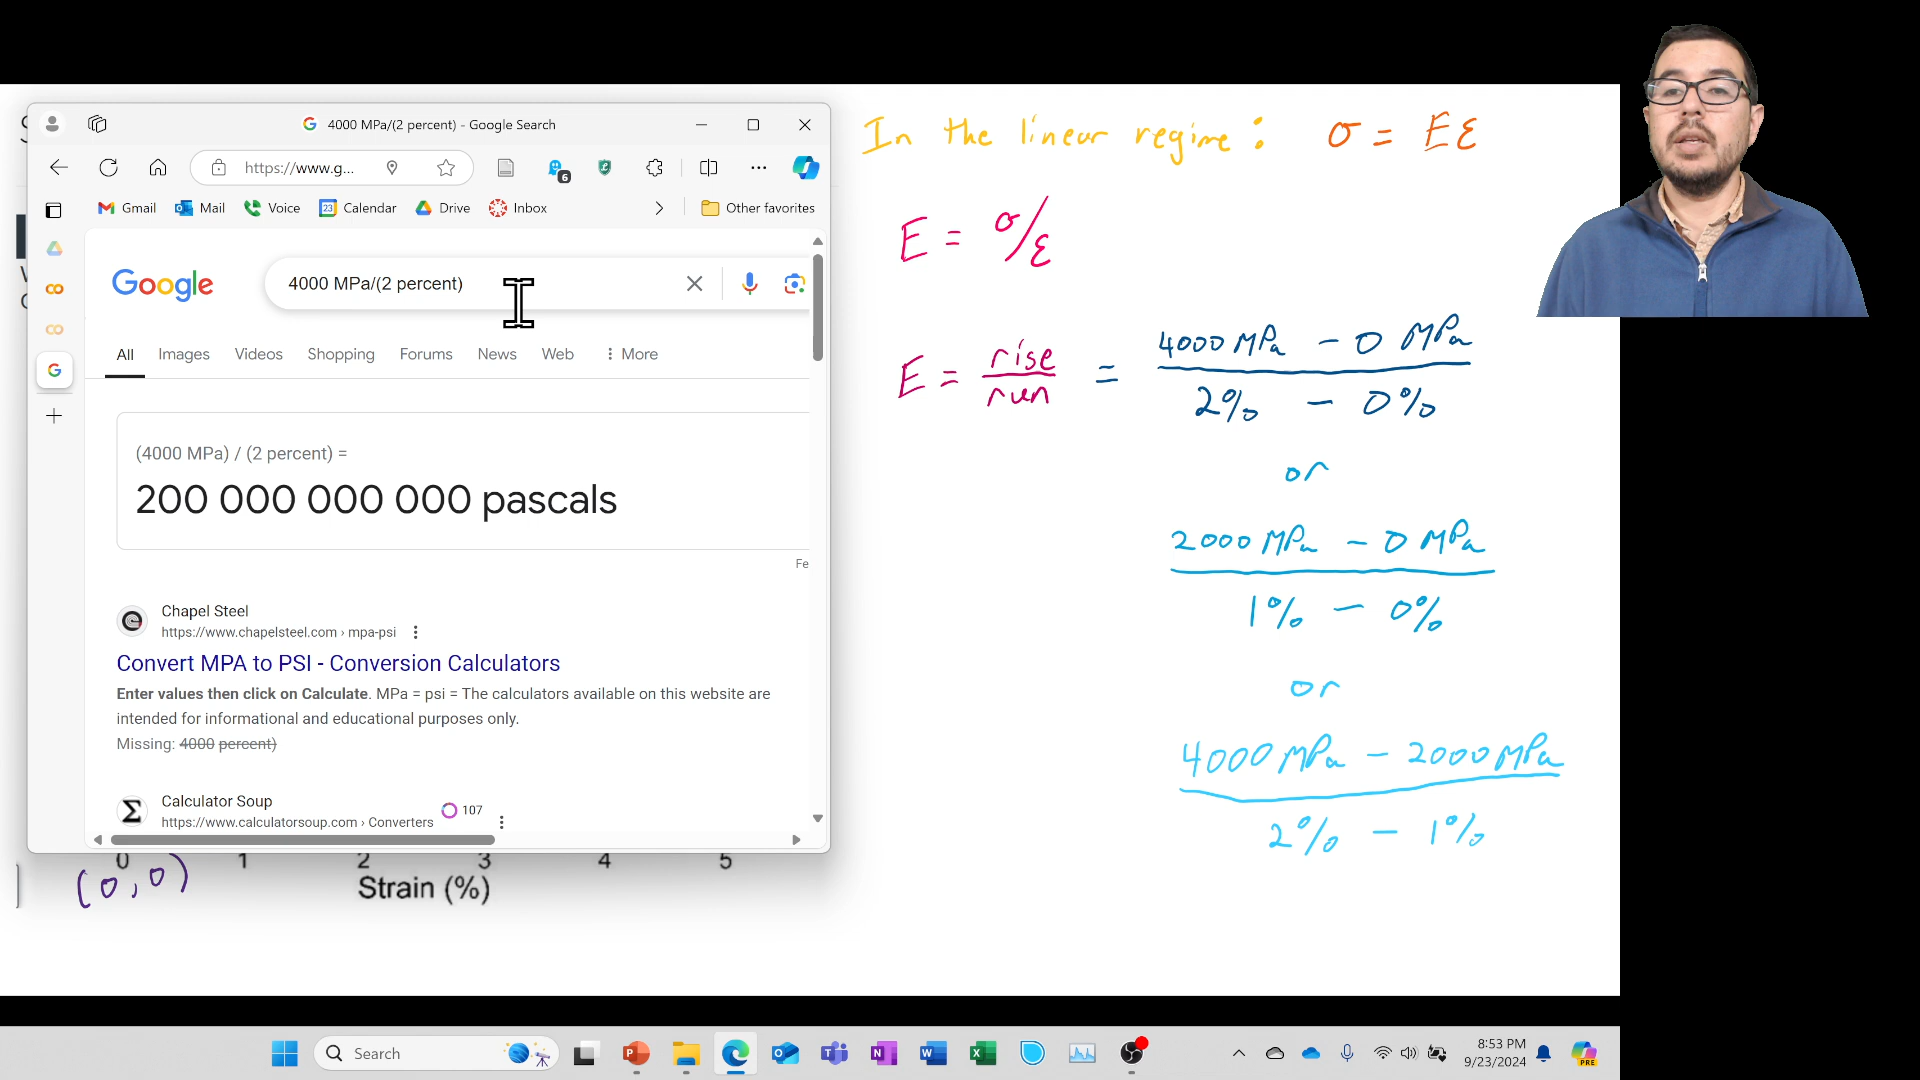 4000 MPa/(2 percent) - Google Search
6
https://www.g...
Gmail Mail Voice 23 Calendar Drive Inbox Other favorites
Google
4000 MPa/(2 percent)
All Images Videos Shopping Forums News Web More
(4000 MPa) / (2 percent) =
200 000 000 000 pascals
Fe
Chapel Steel
https://www.chapelsteel.com › mpa-psi
Convert MPA to PSI - Conversion Calculators
Enter values then click on Calculate. MPa = psi = The calculators available on this website are
intended for informational and educational purposes only.
Missing: 4000 percent)
Calculator Soup
107
https://www.calculatorsoup.com › Converters
0 1 2 3 4 5
(0,0)
Strain (%)
In the linear regime: σ = Eε
E = σ/ε
E = rise/run = 4000 MPa - 0 MPa
2% - 0%
or
2000 MPa - 0 MPa
1% - 0%
or
4000 MPa - 2000 MPa
2% - 1%
Search
8:53 PM
9/23/2024
PRE